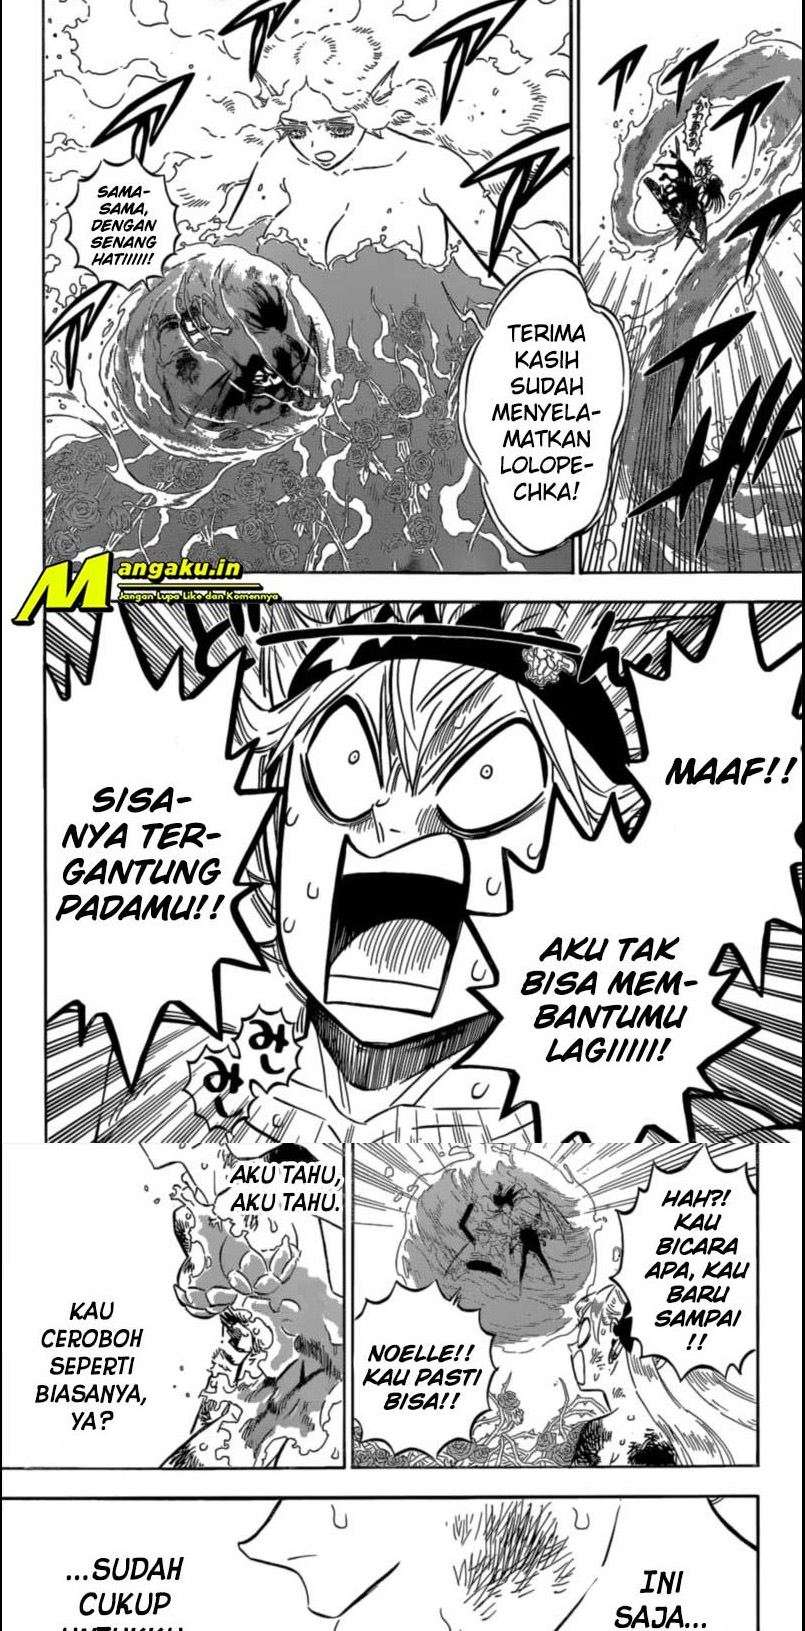 TERIMA
KASIH
SUDAH
MENYELA-
MATKAN
LOLOPE-
CHKA!
SAMA-
SAMA,
DENGAN
SENANG
HATIIIII!
Mangaku.in
Jangan Lupa Like dan Komennya
MAAF!!
AKU TAK
BISA MEM-
BANTUMU
LAGIIIII!
SISA-
NYA TER-
GANTUNG
PADAMU!!
HAH?!
KAU
BICARA
APA, KAU
BARU
SAMPAI
!!
NOELLE!!
KAU PASTI
BISA!!
AKU TAHU,
AKU TAHU.
KAU
CEROBOH
SEPERTI
BIASANYA,
YA?
INI
SAJA...
...SUDAH
CUKUP